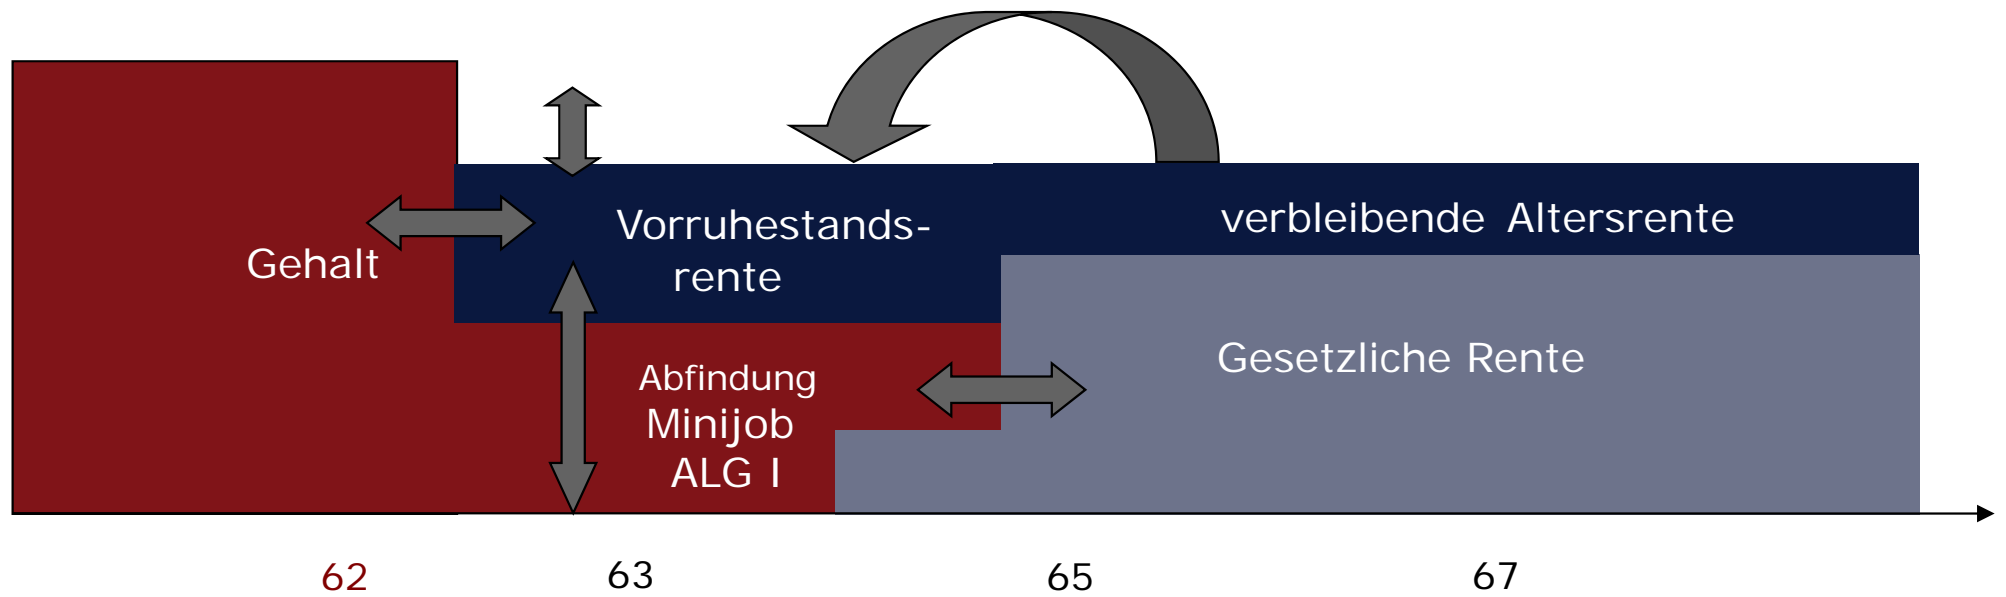 Vorruhestands-
rente
verbleibende Altersrente
Gehalt
Gesetzliche Rente
Abfindung
Minijob
ALG I
62
63
65
67